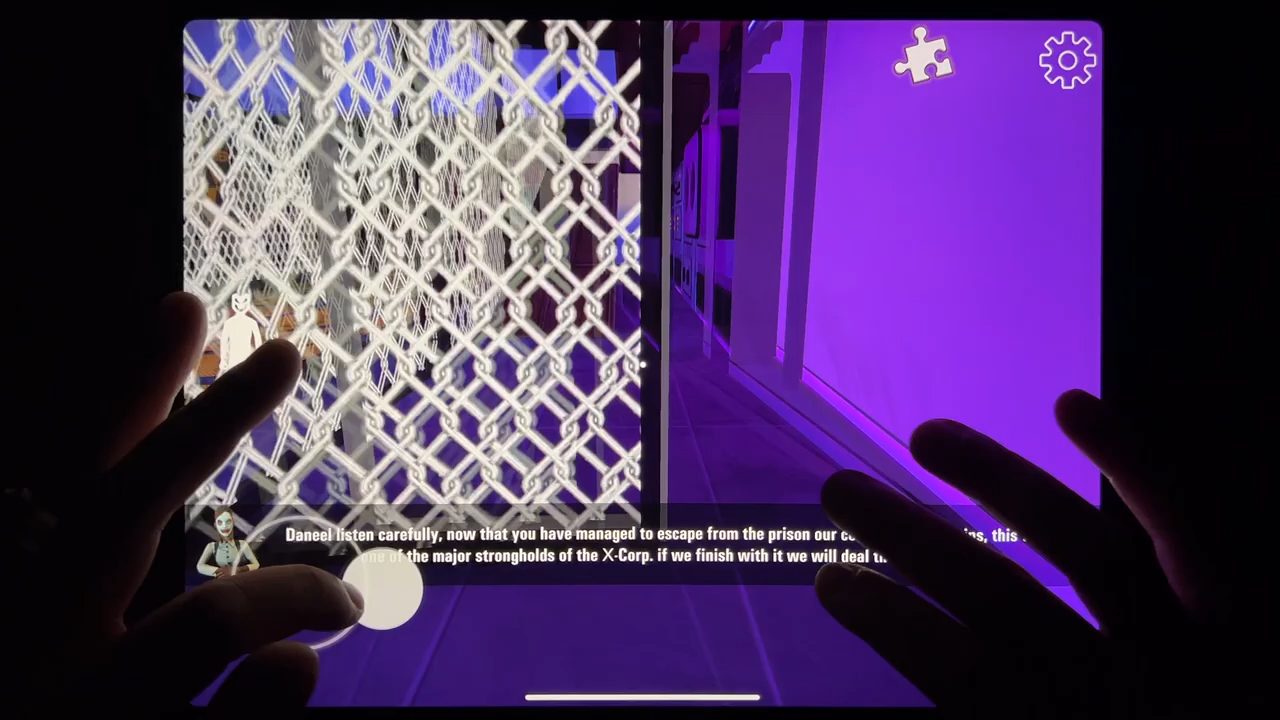 Daneel listen carefully, now that you have managed to escape from the prison our this
one of the major strongholds of the X-Corp. if we finish with it we will deal